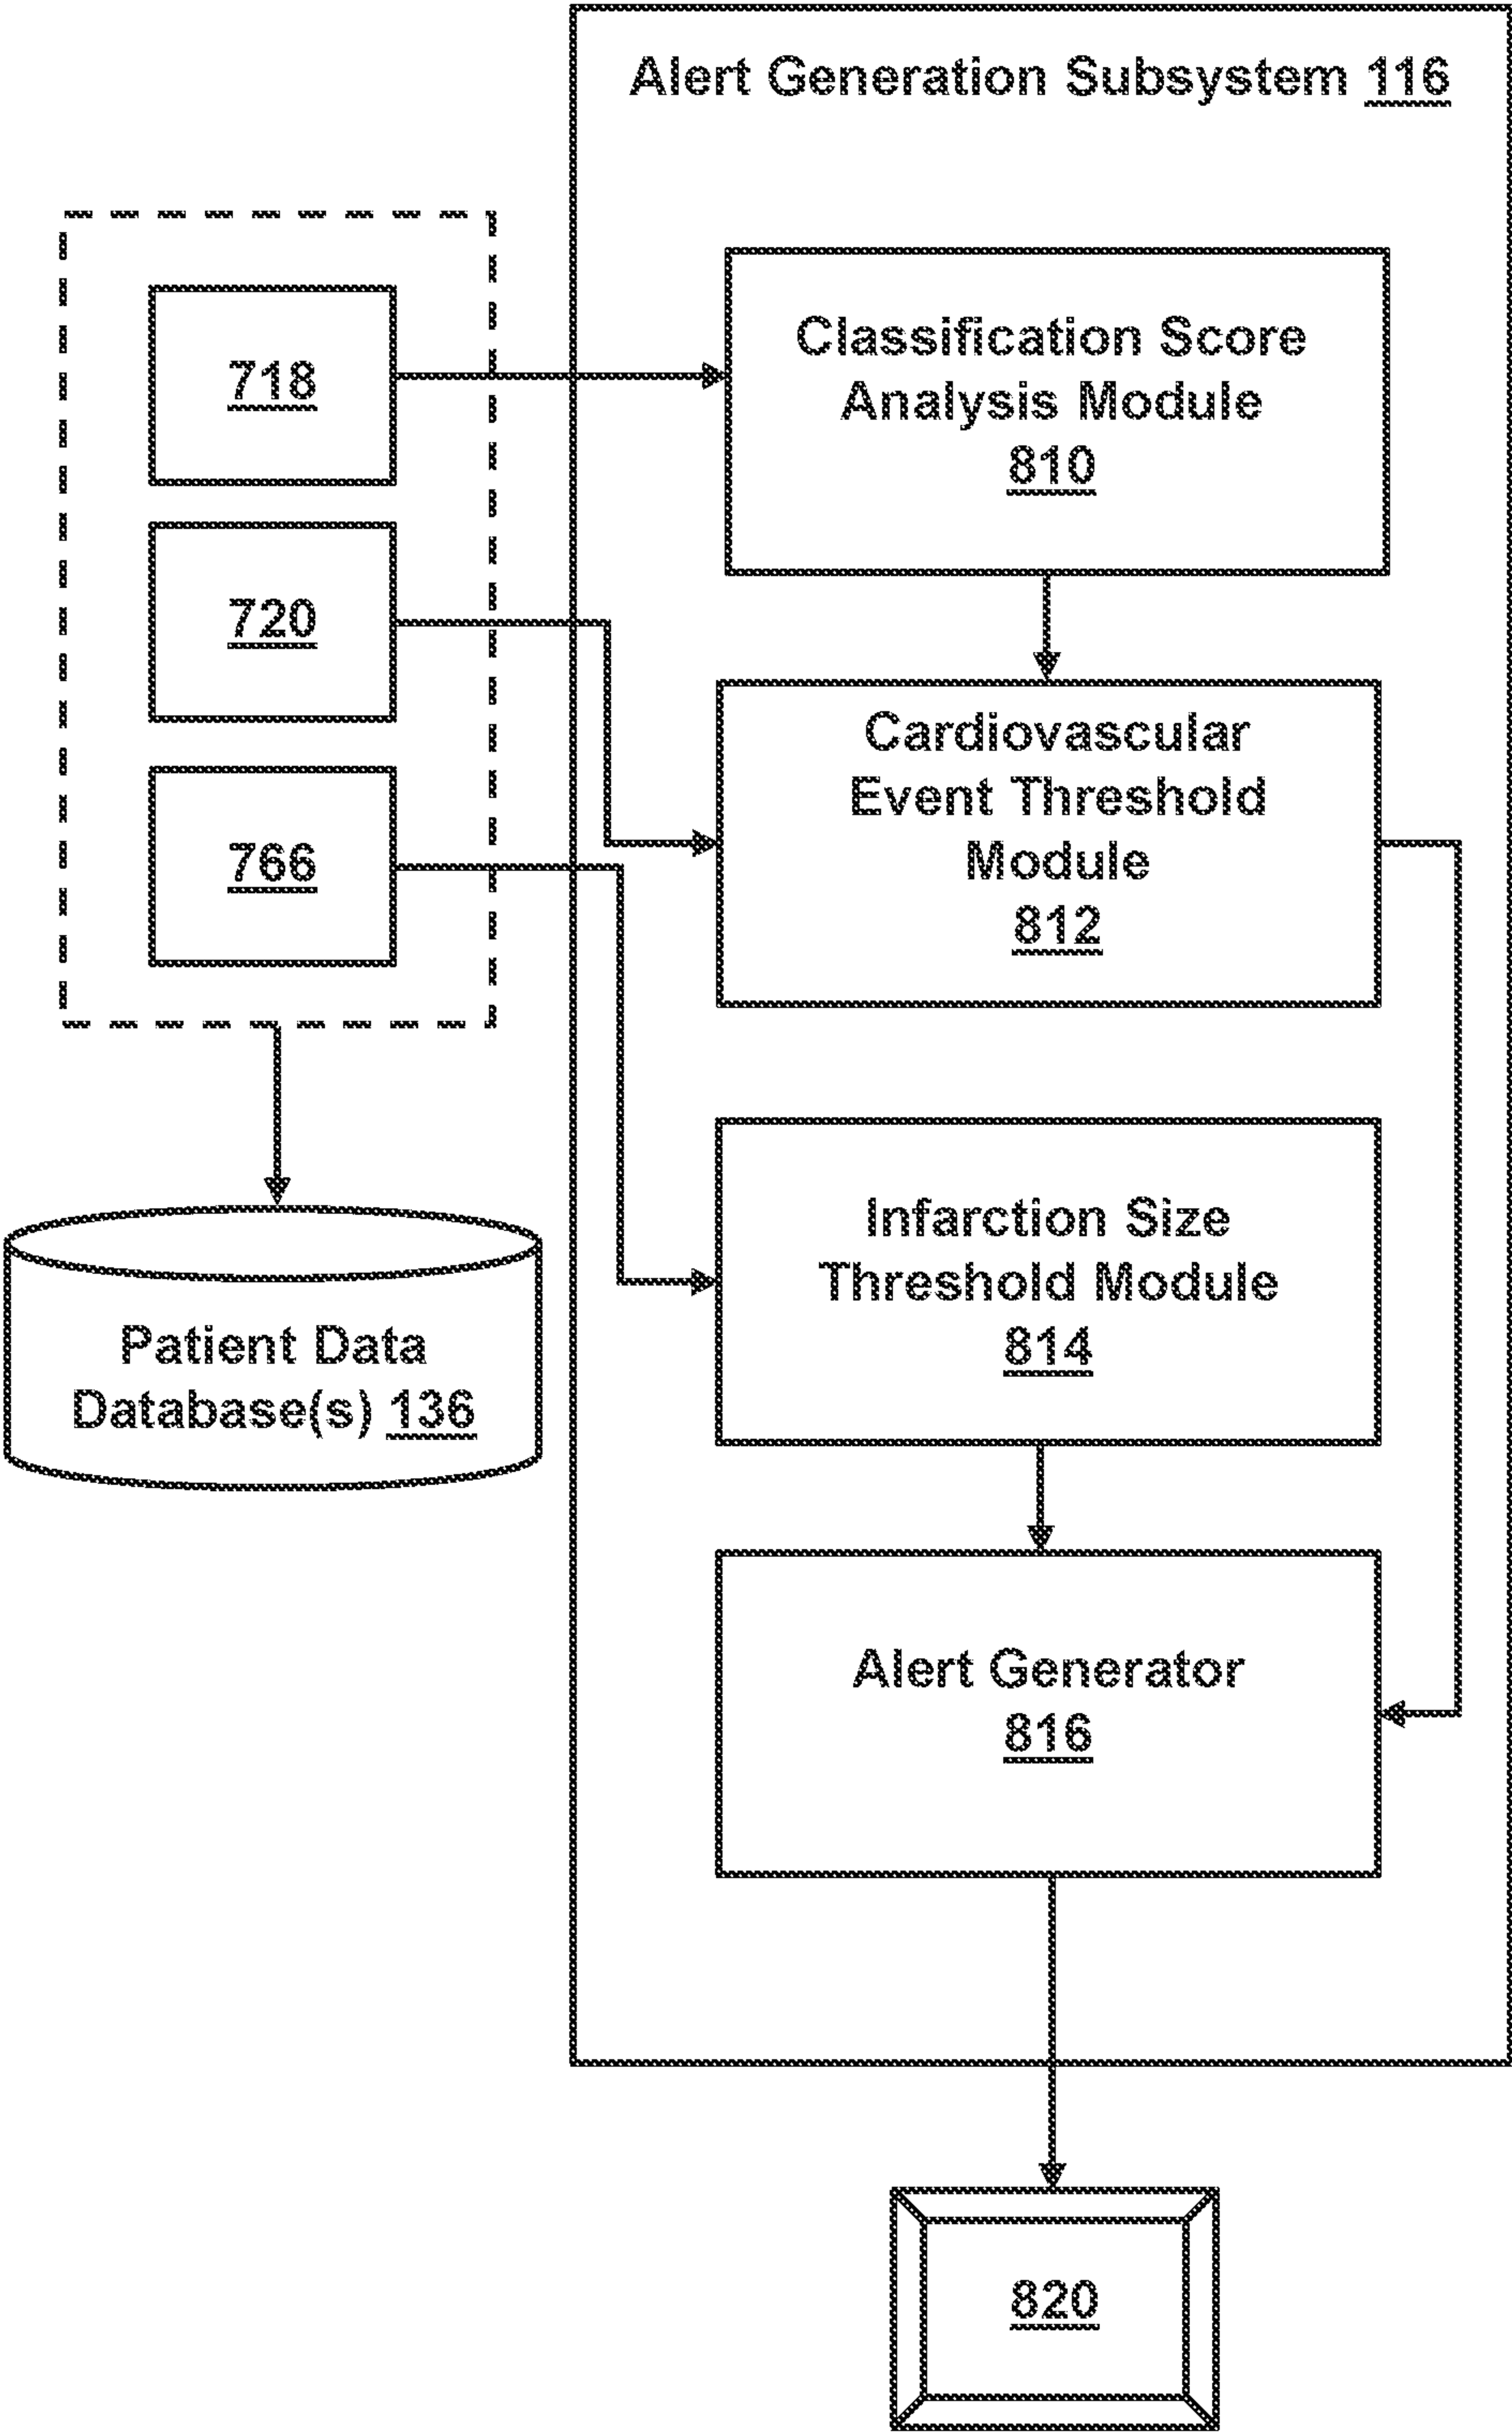 Alert Generation Subsystem 116
718
720
766
Patient Data
Database(s) 136
Classification Score
Analysis Module
810
Cardiovascular
Event Threshold
Module
812
Infarction Size
Threshold Module
814
Alert Generator
816
820